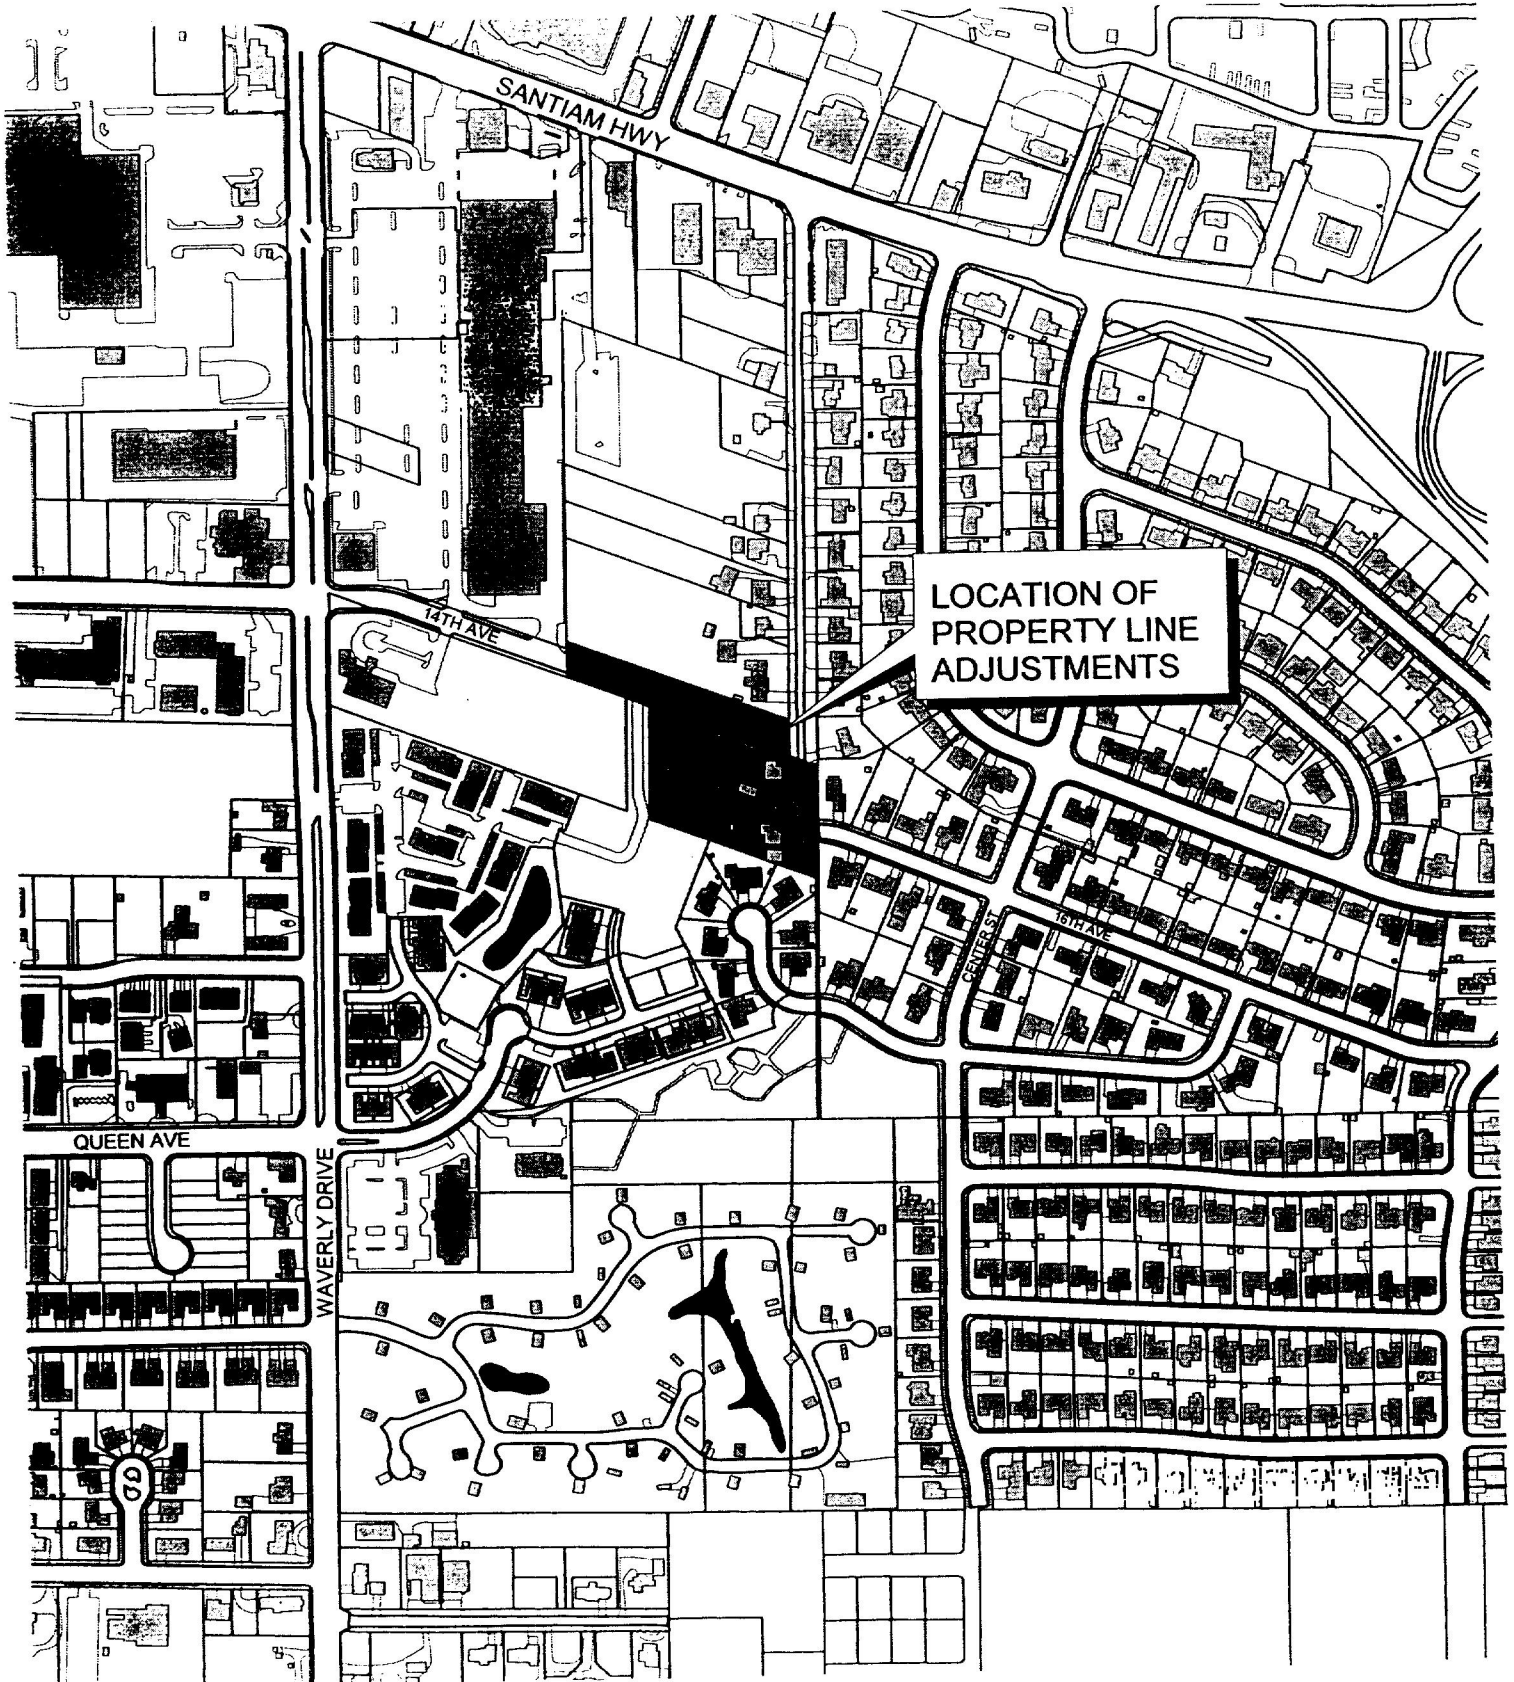 SANTIAM HWY
LOCATION OF
PROPERTY LINE
ADJUSTMENTS
14TH AVE
16TH AVE
CENTER ST
QUEEN AVE
WAVERLY DRIVE